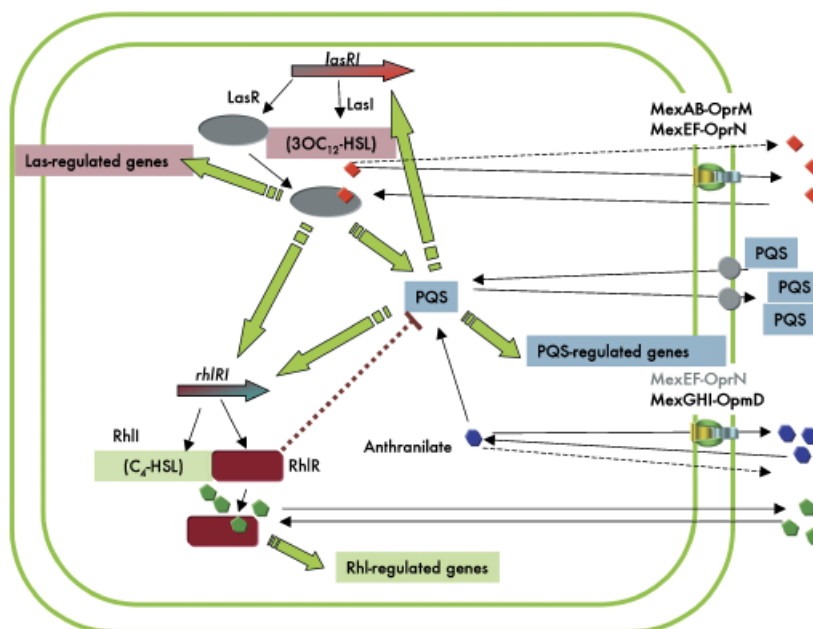 lasRI
LasR
LasI
(3OC₁₂-HSL)
Las-regulated genes
MexAB-OprM
MexEF-OprN
PQS
PQS
PQS
PQS
PQS-regulated genes
MexEF-OprN
MexGHI-OpmD
rhlRI
Anthranilate
RhlI
(C₄-HSL)
RhlR
Rhl-regulated genes